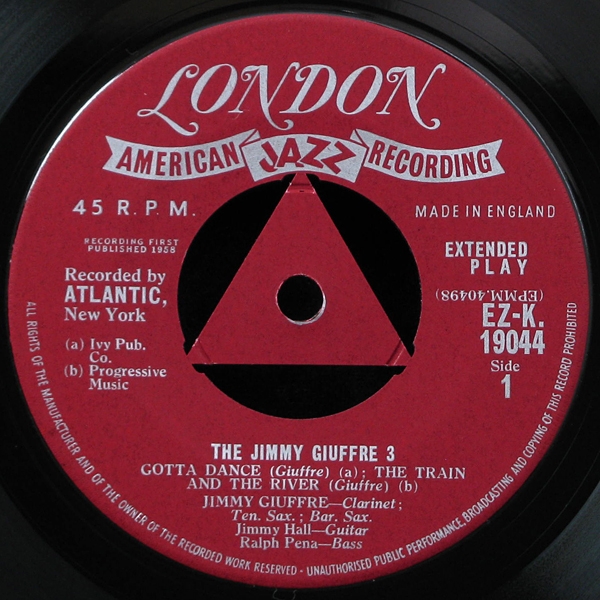 LONDON
AMERICAN JAZZ RECORDING
45 R.P.M.
MADE IN ENGLAND
RECORDING FIRST
PUBLISHED 1958
Recorded by
ATLANTIC,
New York
(a) Ivy Pub.
Co.
(b) Progressive
Music
EXTENDED
PLAY
(EPMM.40498)
EZ-K.
19044
Side
1
THE JIMMY GIUFFRE 3
GOTTA DANCE (Giuffre) (a); THE TRAIN
AND THE RIVER (Giuffre) (b)
JIMMY GIUFFRE—Clarinet;
Ten. Sax.; Bar. Sax.
Jimmy Hall—Guitar
Ralph Pena—Bass
ALL RIGHTS OF THE MANUFACTURER AND OF THE OWNER OF THE RECORDED WORK RESERVED - UNAUTHORISED PUBLIC PERFORMANCE, BROADCASTING AND COPYING OF THIS RECORD PROHIBITED